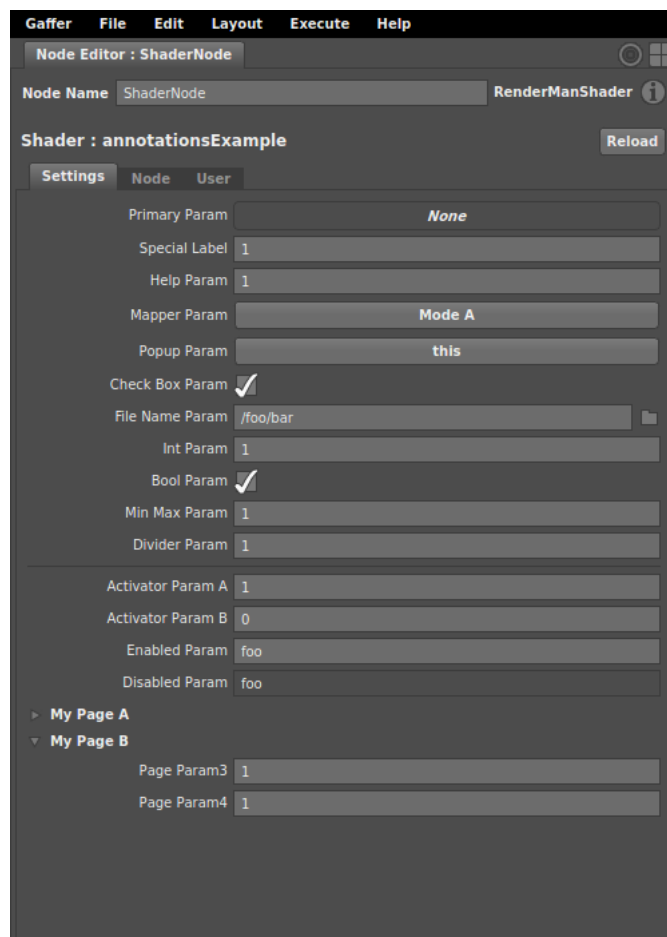 Gaffer File Edit Layout Execute Help
Node Editor : ShaderNode
Node Name ShaderNode RenderManShader i
Shader : annotationsExample Reload
Settings Node User
Primary Param None
Special Label 1
Help Param 1
Mapper Param Mode A
Popup Param this
Check Box Param
File Name Param /foo/bar
Int Param 1
Bool Param
Min Max Param 1
Divider Param 1
Activator Param A 1
Activator Param B 0
Enabled Param foo
Disabled Param foo
My Page A
My Page B
Page Param3 1
Page Param4 1